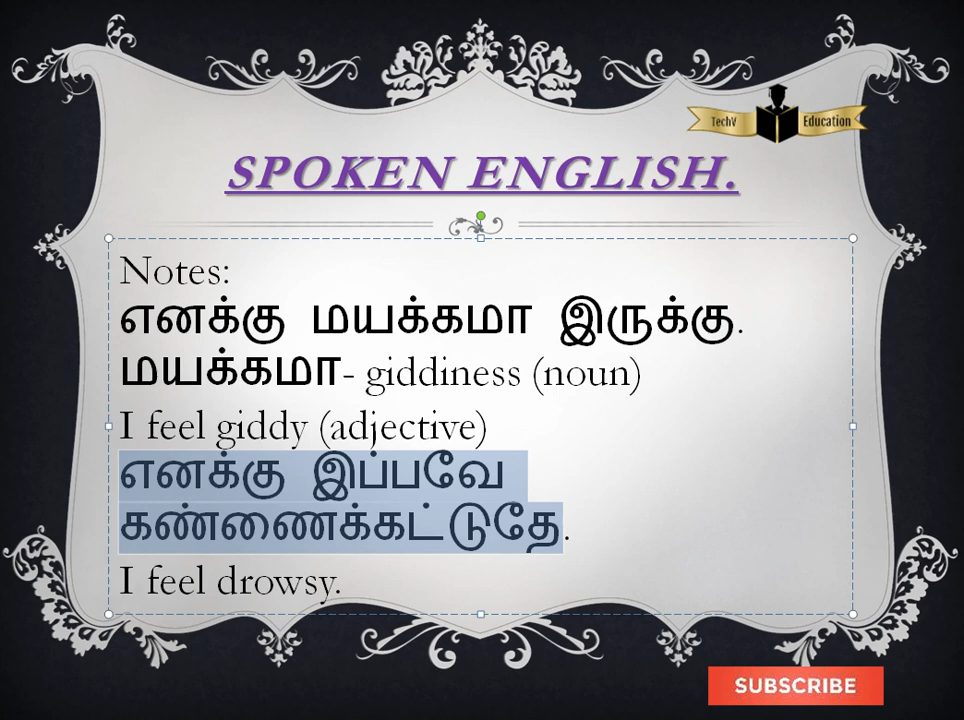 TechV Education
SPOKEN ENGLISH.
Notes:
எனக்கு மயக்கமா இருக்கு.
மயக்கமா- giddiness (noun)
I feel giddy (adjective)
எனக்கு இப்பவே
கண்ணைக்கட்டுதே.
I feel drowsy.
SUBSCRIBE